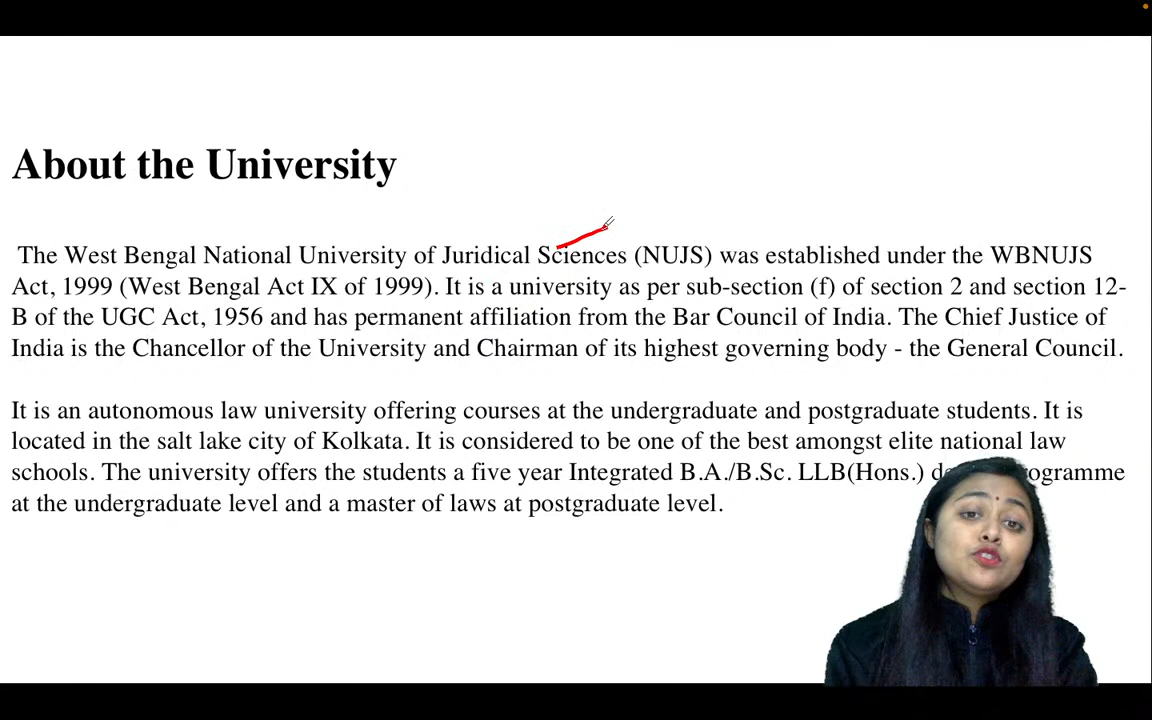 About the University
The West Bengal National University of Juridical Sciences (NUJS) was established under the WBNUJS
Act, 1999 (West Bengal Act IX of 1999). It is a university as per sub-section (f) of section 2 and section 12-
B of the UGC Act, 1956 and has permanent affiliation from the Bar Council of India. The Chief Justice of
India is the Chancellor of the University and Chairman of its highest governing body - the General Council.
It is an autonomous law university offering courses at the undergraduate and postgraduate students. It is
located in the salt lake city of Kolkata. It is considered to be one of the best amongst elite national law
schools. The university offers the students a five year Integrated B.A./B.Sc. LLB(Hons.)
at the undergraduate level and a master of laws at postgraduate level.